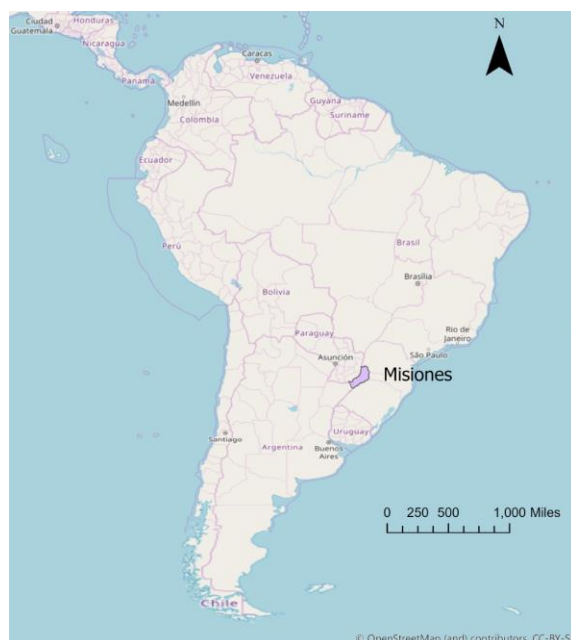 Ciudad
Guatemala
Honduras
Nicaragua
Panamá
Caracas
Venezuela
Medellín
Colombia
Guyana
Suriname
Ecuador
Perú
Brasil
Brasília
Bolivia
Paraguay
Asunción
Rio de
Janeiro
São Paulo
Misiones
Uruguay
Santiago
Argentina
Buenos
Aires
Chile
N
0 250 500 1,000 Miles
© OpenStreetMap (and) contributors, CC-BY-S